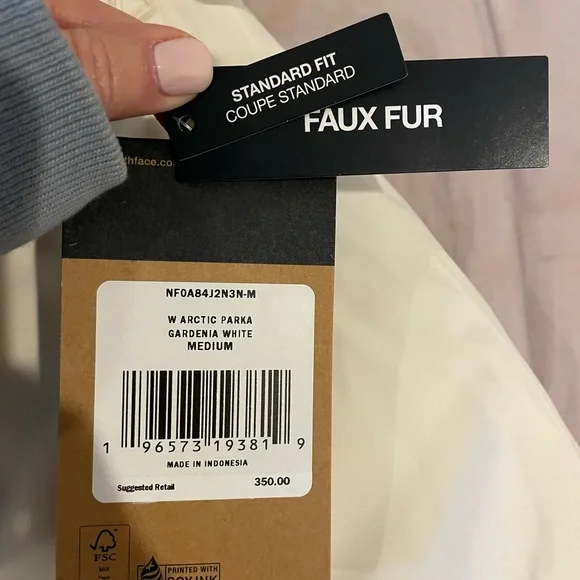 STANDARD FIT
COUPE STANDARD
FAUX FUR
NF0A84J2N3N-M
W ARCTIC PARKA
GARDENIA WHITE
MEDIUM
1 96573 19381 9
MADE IN INDONESIA
Suggested Retail 350.00
FSC
PRINTED WITH
SOY INK